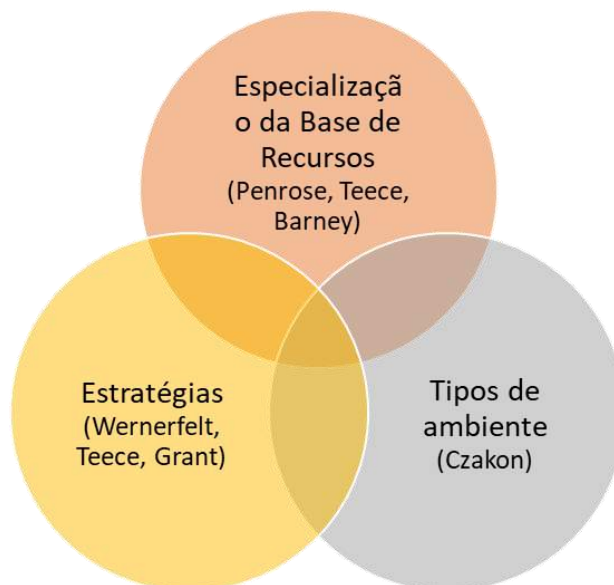 Especializaçã
o da Base de
Recursos
(Penrose, Teece,
Barney)
Estratégias
(Wernerfelt,
Teece, Grant)
Tipos de
ambiente
(Czakon)